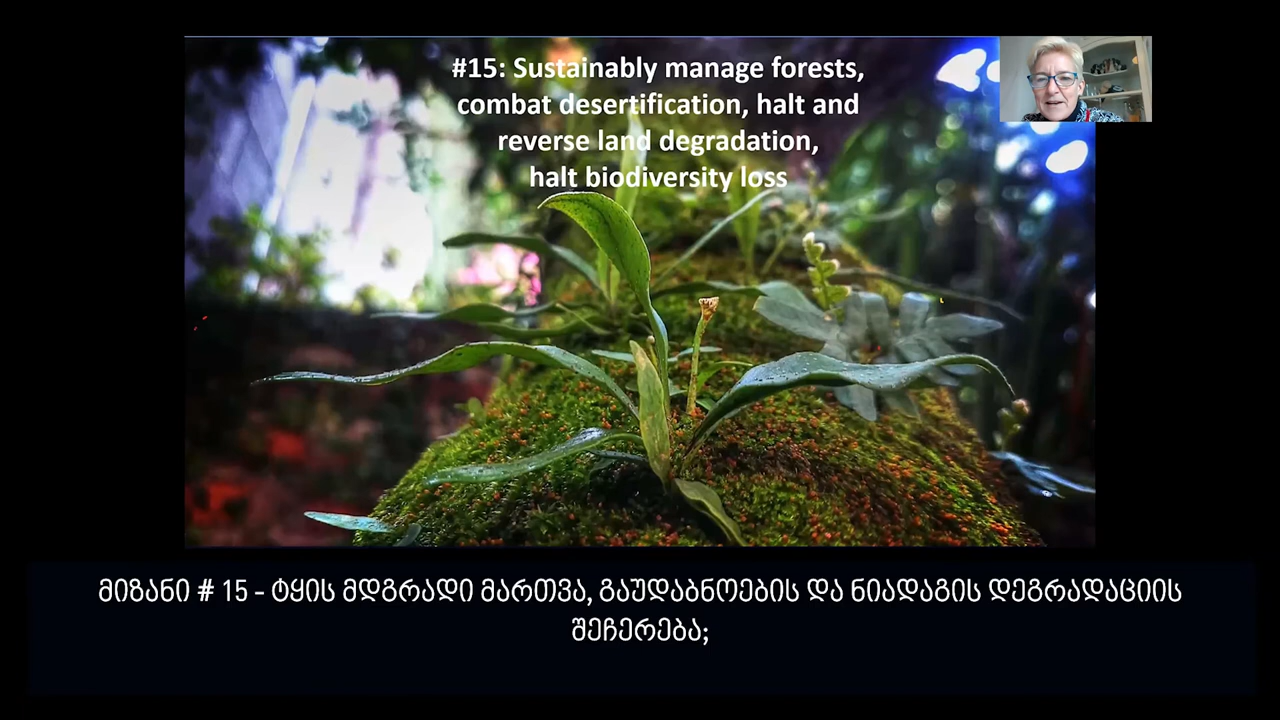 #15: Sustainably manage forests,
combat desertification, halt and
reverse land degradation,
halt biodiversity loss
მიზანი # 15 - ტყის მდგრადი მართვა, გაუდაბნოების და ნიადაგის დეგრადაციის
შეჩერება;